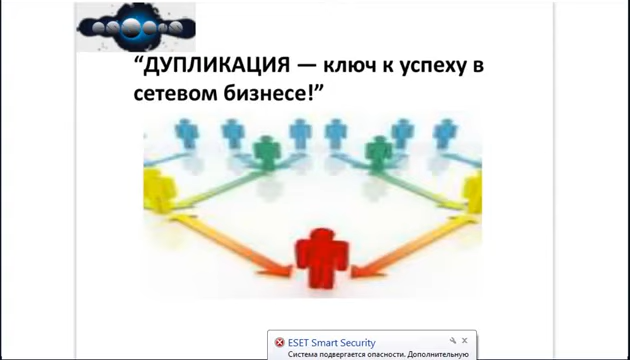 “ДУПЛИКАЦИЯ — ключ к успеху в
сетевом бизнесе!”
ESET Smart Security
Система подвергается опасности. Дополнительную